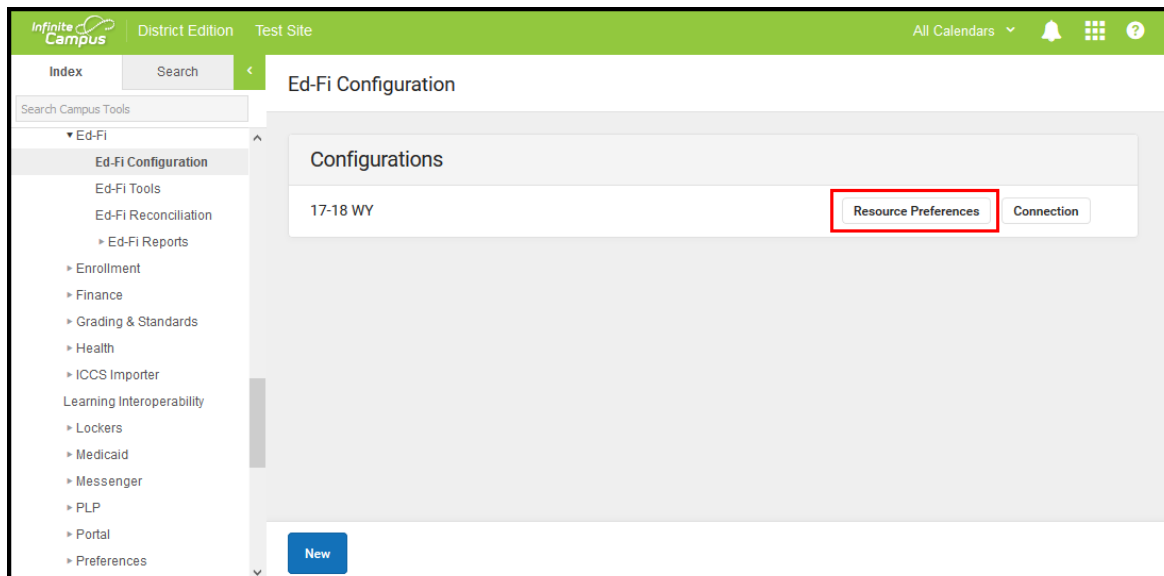 Infinite Campus District Edition Test Site All Calendars
Index Search
Ed-Fi Configuration
Search Campus Tools
Ed-Fi
Ed-Fi Configuration
Ed-Fi Tools
Ed-Fi Reconciliation
Ed-Fi Reports
Enrollment
Finance
Grading & Standards
Health
ICCS Importer
Learning Interoperability
Lockers
Medicaid
Messenger
PLP
Portal
Preferences
Configurations
17-18 WY Resource Preferences Connection
New